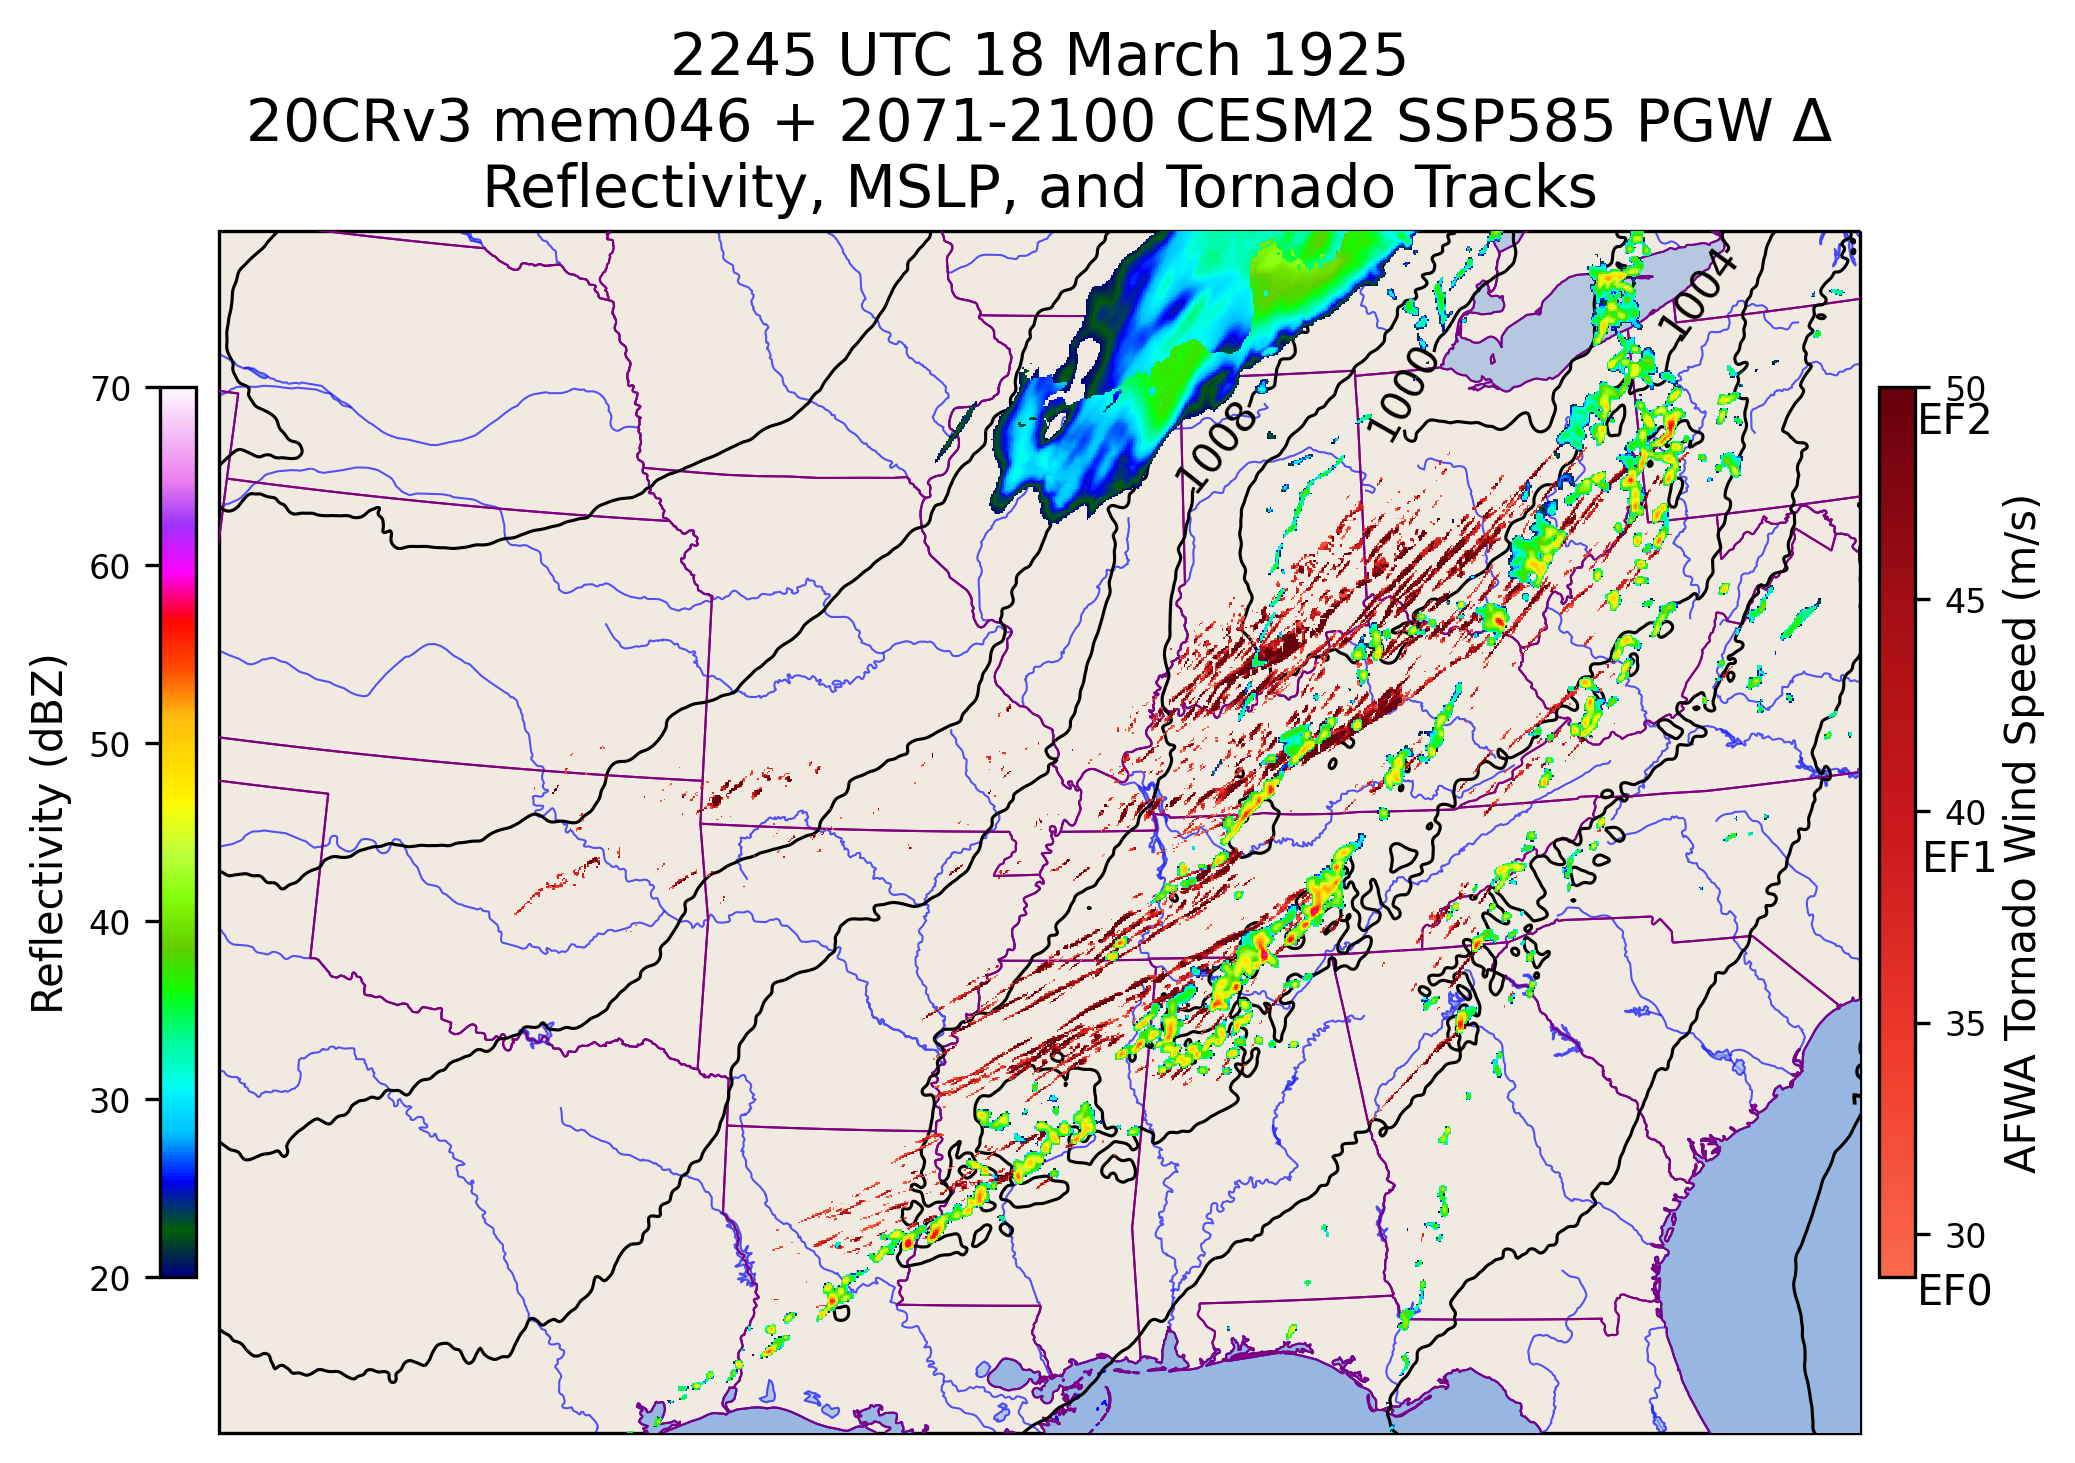 2245 UTC 18 March 1925
20CRv3 mem046 + 2071-2100 CESM2 SSP585 PGW Δ
Reflectivity, MSLP, and Tornado Tracks
Reflectivity (dBZ)
70
60
50
40
30
20
1008
1000
1004
50
EF2
45
40
EF1
35
30
EF0
AFWA Tornado Wind Speed (m/s)